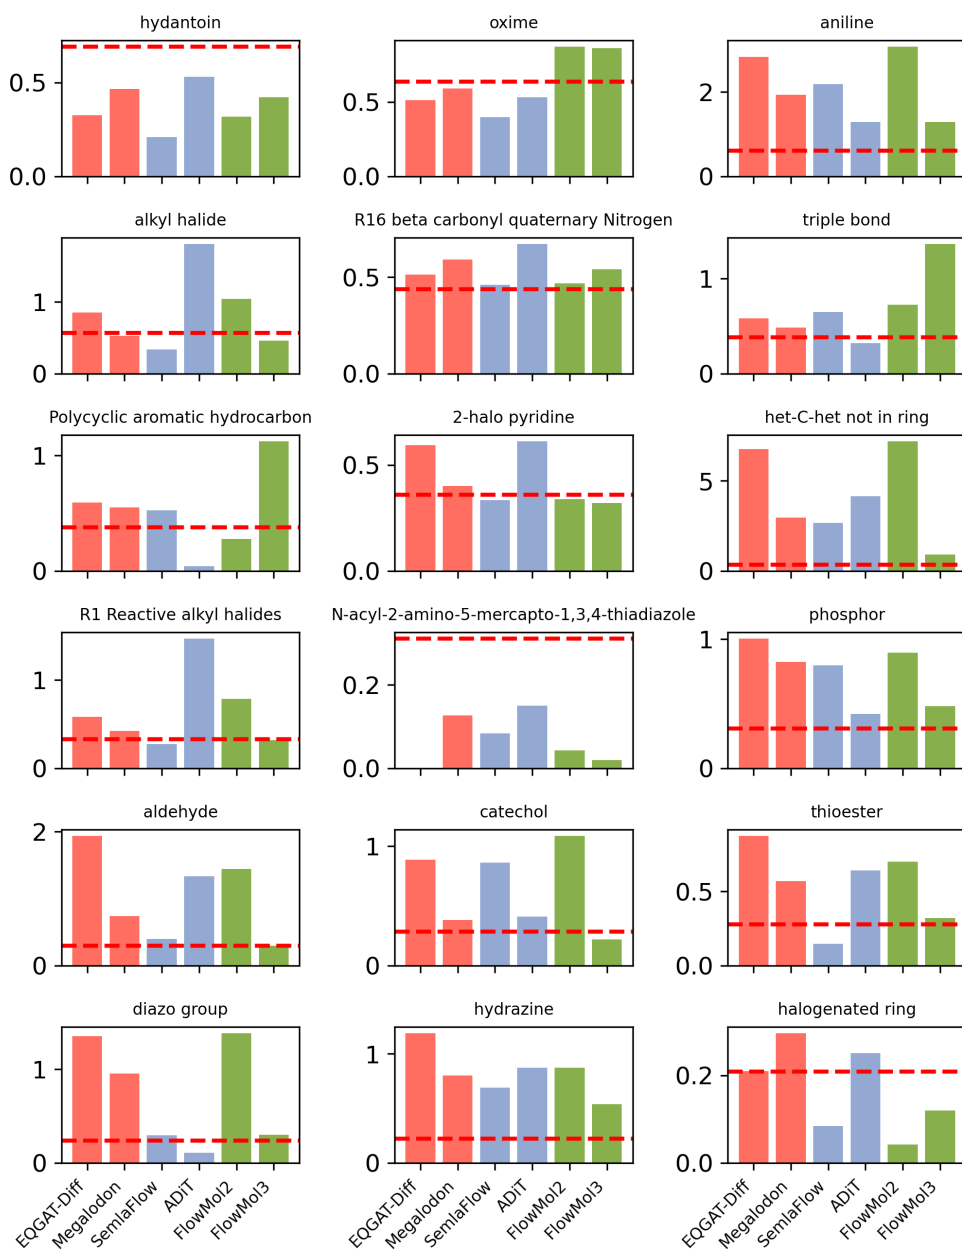 hydantoin
oxime
aniline
0.5
0.0
0.5
0.0
2
0
alkyl halide
R16 beta carbonyl quaternary Nitrogen
triple bond
1
0
0.5
0.0
1
0
Polycyclic aromatic hydrocarbon
2-halo pyridine
het-C-het not in ring
1
0
0.5
0.0
5
0
R1 Reactive alkyl halides
N-acyl-2-amino-5-mercapto-1,3,4-thiadiazole
phosphor
1
0
0.2
0.0
1
0
aldehyde
catechol
thioester
2
0
1
0
0.5
0.0
diazo group
hydrazine
halogenated ring
1
0
1
0
0.2
0.0
EQGAT-Diff
Megalodon
SemlaFlow
ADiT
FlowMol2
FlowMol3
EQGAT-Diff
Megalodon
SemlaFlow
ADiT
FlowMol2
FlowMol3
EQGAT-Diff
Megalodon
SemlaFlow
ADiT
FlowMol2
FlowMol3